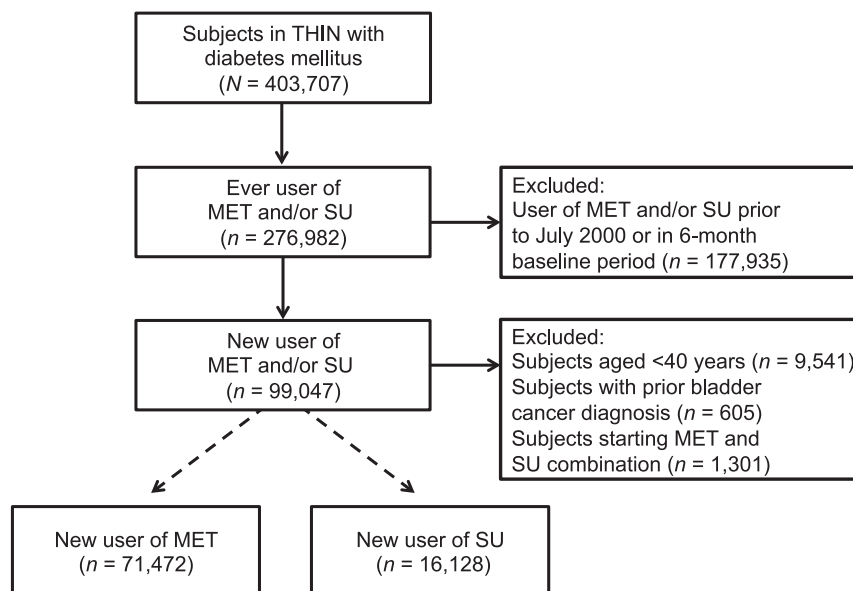 Subjects in THIN with
diabetes mellitus
(N = 403,707)
Ever user of
MET and/or SU
(n = 276,982)
Excluded:
User of MET and/or SU prior
to July 2000 or in 6-month
baseline period (n = 177,935)
New user of
MET and/or SU
(n = 99,047)
Excluded:
Subjects aged <40 years (n = 9,541)
Subjects with prior bladder
cancer diagnosis (n = 605)
Subjects starting MET and
SU combination (n = 1,301)
New user of MET
(n = 71,472)
New user of SU
(n = 16,128)